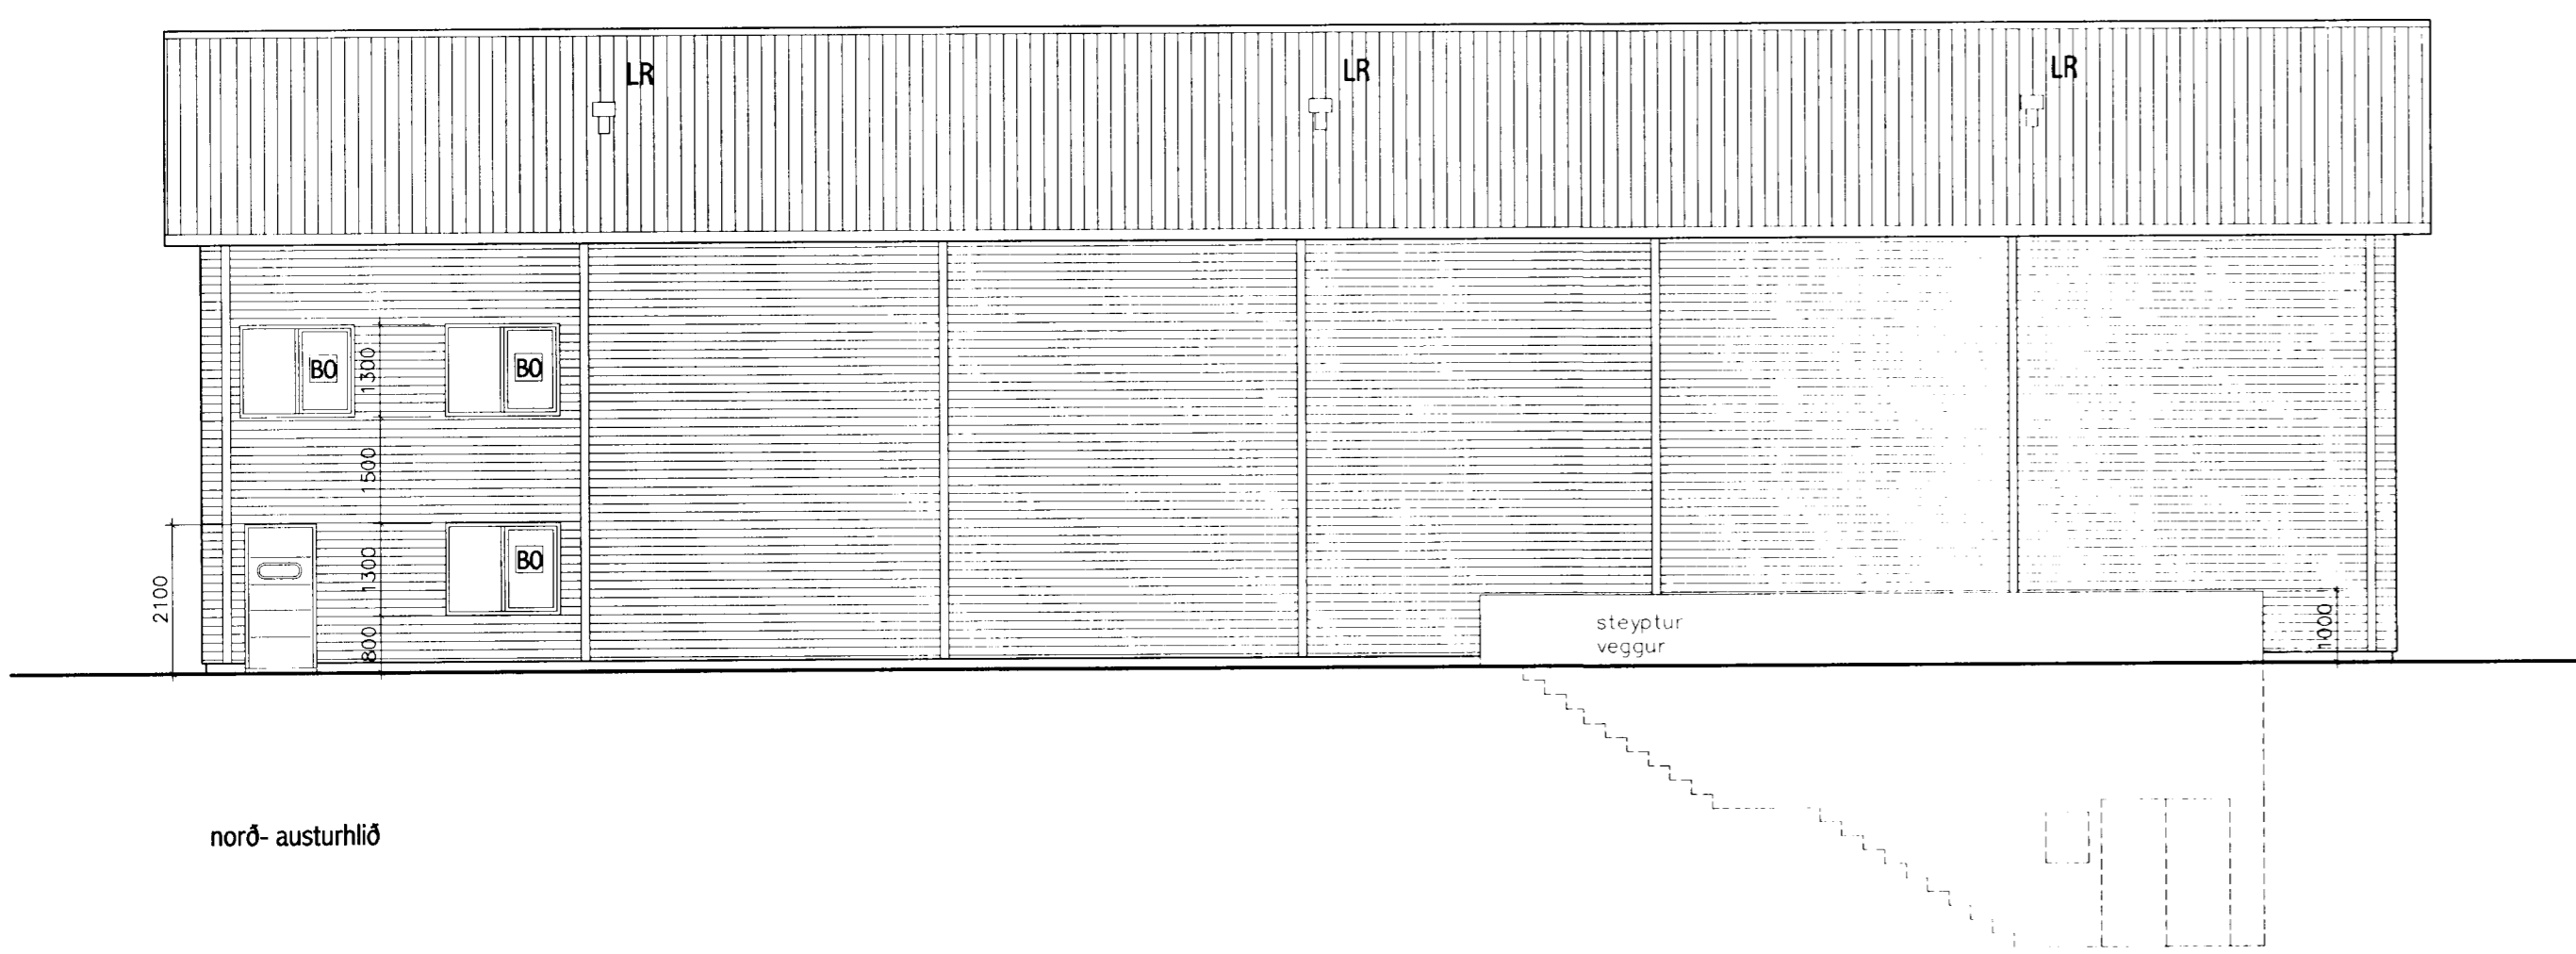 LR
LR
LR
BO
1300
BO
1500
2100
1300
BO
800
steyptur
veggur
1000
norð- austurhlið